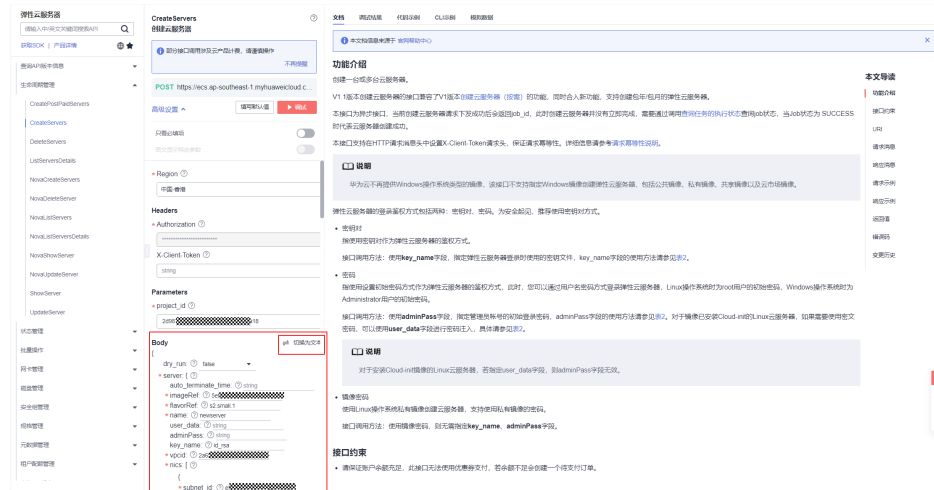 弹性云服务器
请输入中/英文关键词搜索API
获取SDK | 产品详情
查询API版本信息
生命周期管理
CreatePostPaidServers
CreateServers
DeleteServers
ListServersDetails
NovaCreateServers
NovaDeleteServer
NovaListServers
NovaListServersDetails
NovaShowServer
NovaUpdateServer
ShowServer
UpdateServer
状态管理
批量操作
网卡管理
磁盘管理
安全组管理
规格管理
元数据管理
租户配额管理
CreateServers
创建云服务器
部分接口调用涉及云产品计费，请谨慎操作
不再提醒
POST https://ecs.ap-southeast-1.myhuaweicloud.c...
高级设置
填写默认值
调试
只看必填项
英文显示所有参数
* Region
中国-香港
Headers
* Authorization
X-Client-Token
string
Parameters
* project_id
Body
切换为文本
{
dry_run: false
* server: {
auto_terminate_time: string
* imageRef:
* flavorRef: s2.small.1
* name: newserver
user_data: string
adminPass: string
key_name: id_rsa
* vpcid:
* nics: [
{
* subnet_id:
文档 调试结果 代码示例 CLI示例 模拟数据
本文档信息来源于 官网帮助中心
功能介绍
创建一台或多台云服务器。
V1.1版本创建云服务器的接口兼容了V1版本创建云服务器（按需）的功能，同时合入新功能，支持创建包年/包月的弹性云服务器。
本接口为异步接口，当前创建云服务器请求下发成功后会返回job_id，此时创建云服务器并没有立即完成，需要通过调用查询任务的执行状态查询job状态，当Job状态为 SUCCESS
时代表云服务器创建成功。
本接口支持在HTTP请求消息头中设置X-Client-Token请求头，保证请求幂等性。详细信息请参考请求幂等性说明。
说明
华为云不再提供Windows操作系统类型的镜像，该接口不支持指定Windows镜像创建弹性云服务器，包括公共镜像、私有镜像、共享镜像以及云市场镜像。
弹性云服务器的登录鉴权方式包括两种：密钥对、密码。为安全起见，推荐使用密钥对方式。
• 密钥对
指使用密钥对作为弹性云服务器的鉴权方式。
接口调用方法：使用key_name字段，指定弹性云服务器登录时使用的密钥文件，key_name字段的使用方法请参见表2。
• 密码
指使用设置初始密码方式作为弹性云服务器的鉴权方式，此时，您可以通过用户名密码方式登录弹性云服务器，Linux操作系统时为root用户的初始密码，Windows操作系统时为
Administrator用户的初始密码。
接口调用方法：使用adminPass字段，指定管理员帐号的初始登录密码，adminPass字段的使用方法请参见表2。对于镜像已安装Cloud-init的Linux云服务器，如果需要使用密文
密码，可以使用user_data字段进行密码注入，具体请参见表2。
说明
对于安装Cloud-init镜像的Linux云服务器，若指定user_data字段，则adminPass字段无效。
• 镜像密码
使用Linux操作系统私有镜像创建云服务器，支持使用私有镜像的密码。
接口调用方法：使用镜像密码，则无需指定key_name、adminPass字段。
接口约束
• 请保证账户余额充足，此接口无法使用优惠券支付，若余额不足会创建一个待支付订单。
本文导读
功能介绍
接口约束
URI
请求消息
响应消息
请求示例
响应示例
返回值
错误码
变更历史